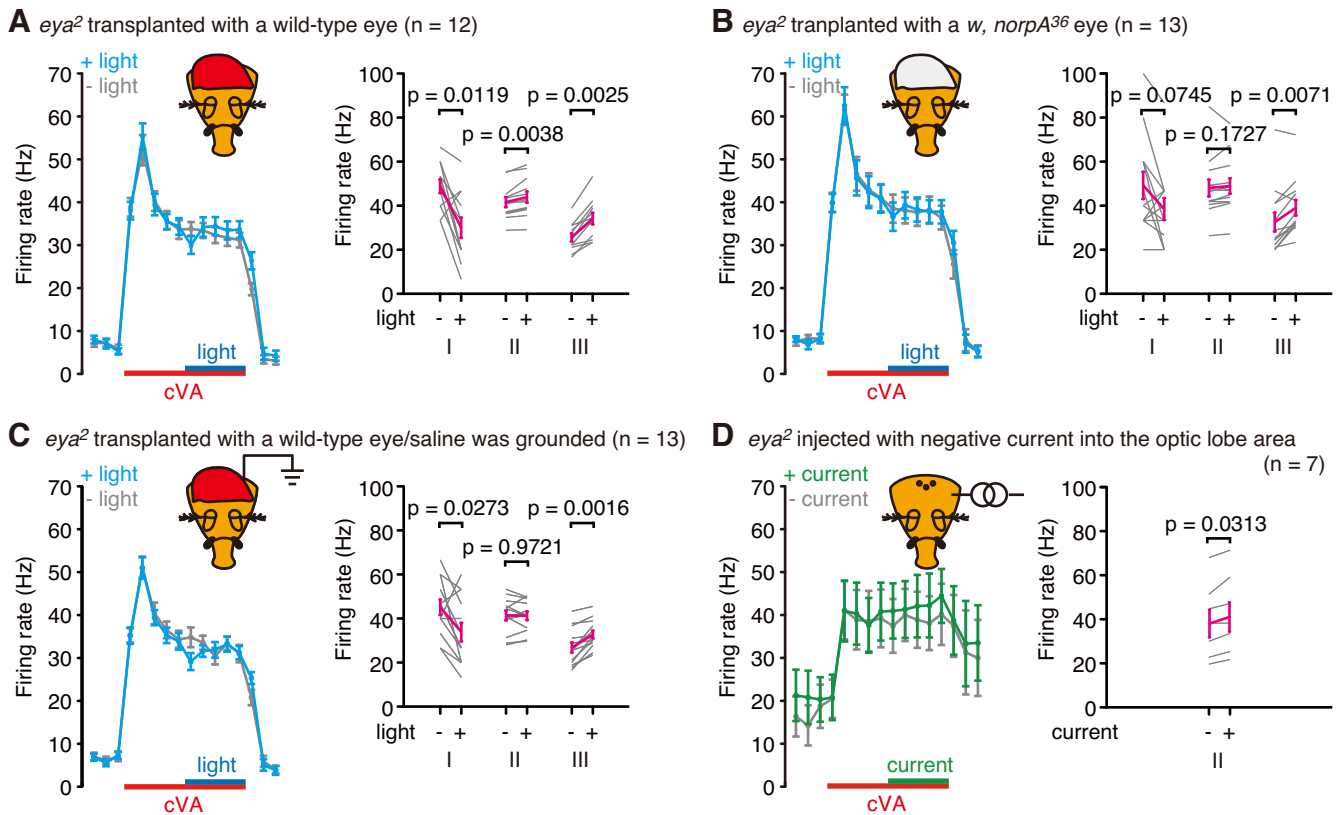 A eya2 transplanted with a wild-type eye (n = 12)
+ light
- light
Firing rate (Hz)
70
60
50
40
30
20
10
0
light
cVA
Firing rate (Hz)
100
80
60
40
20
0
p = 0.0119
p = 0.0025
p = 0.0038
light - + - + - +
I II III
B eya2 tranplanted with a w, norpA36 eye (n = 13)
+ light
- light
Firing rate (Hz)
70
60
50
40
30
20
10
0
light
cVA
Firing rate (Hz)
100
80
60
40
20
0
p = 0.0745
p = 0.0071
p = 0.1727
light - + - + - +
I II III
C eya2 transplanted with a wild-type eye/saline was grounded (n = 13)
+ light
- light
Firing rate (Hz)
70
60
50
40
30
20
10
0
light
cVA
Firing rate (Hz)
100
80
60
40
20
0
p = 0.0273
p = 0.0016
p = 0.9721
light - + - + - +
I II III
D eya2 injected with negative current into the optic lobe area
(n = 7)
+ current
- current
Firing rate (Hz)
70
60
50
40
30
20
10
0
current
cVA
Firing rate (Hz)
100
80
60
40
20
0
p = 0.0313
current - +
II